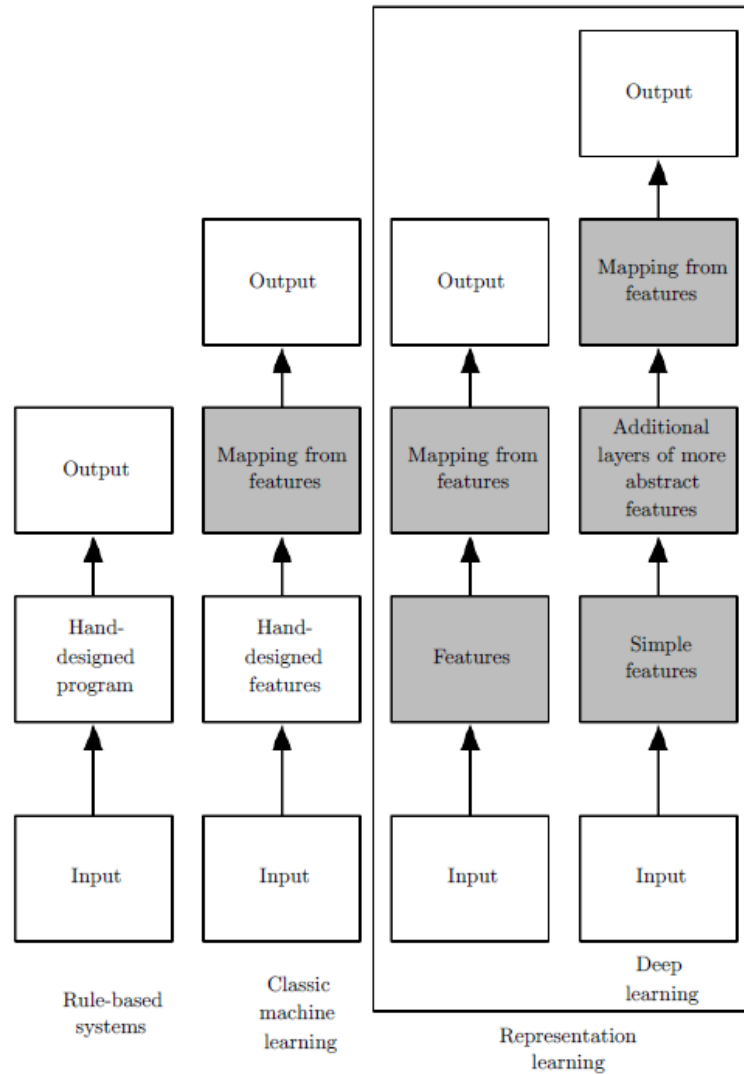 Output
Output
Output
Mapping from
features
Output
Mapping from
features
Mapping from
features
Additional
layers of more
abstract
features
Hand-
designed
program
Hand-
designed
features
Features
Simple
features
Input
Input
Input
Input
Rule-based
systems
Classic
machine
learning
Representation
learning
Deep
learning